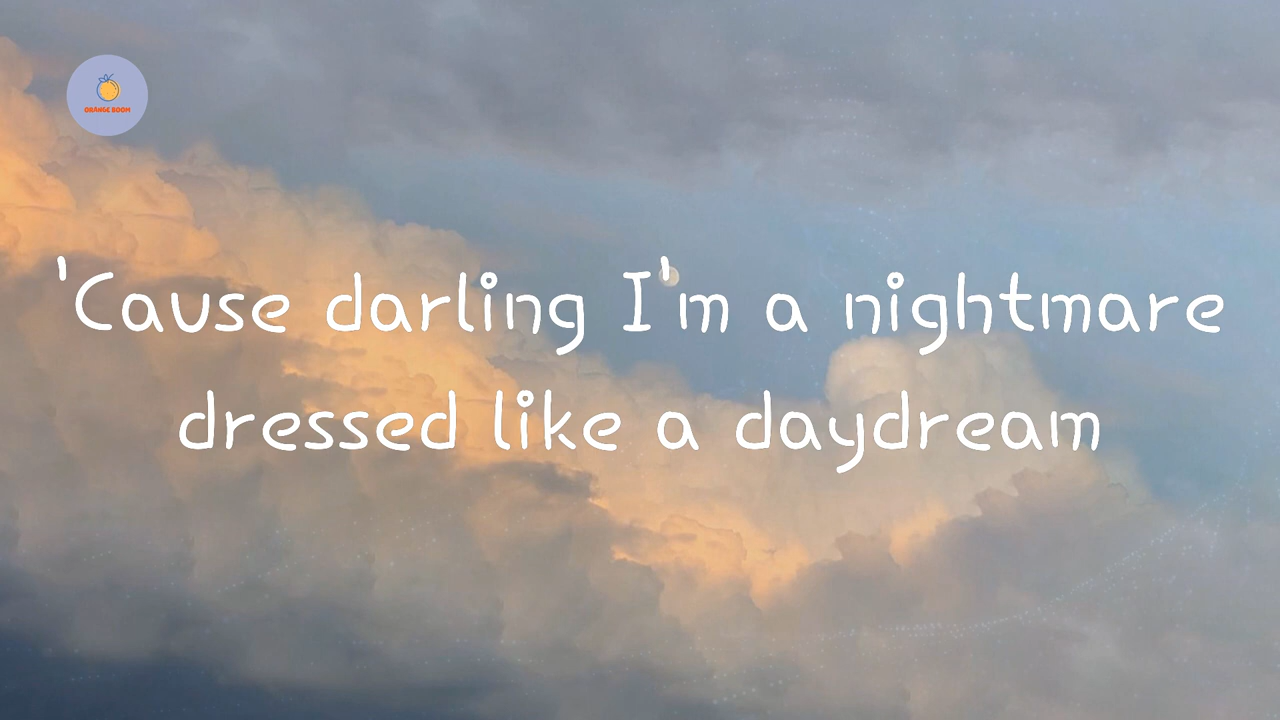 ORANGE BOOM
'Cause darling I'm a nightmare
dressed like a daydream